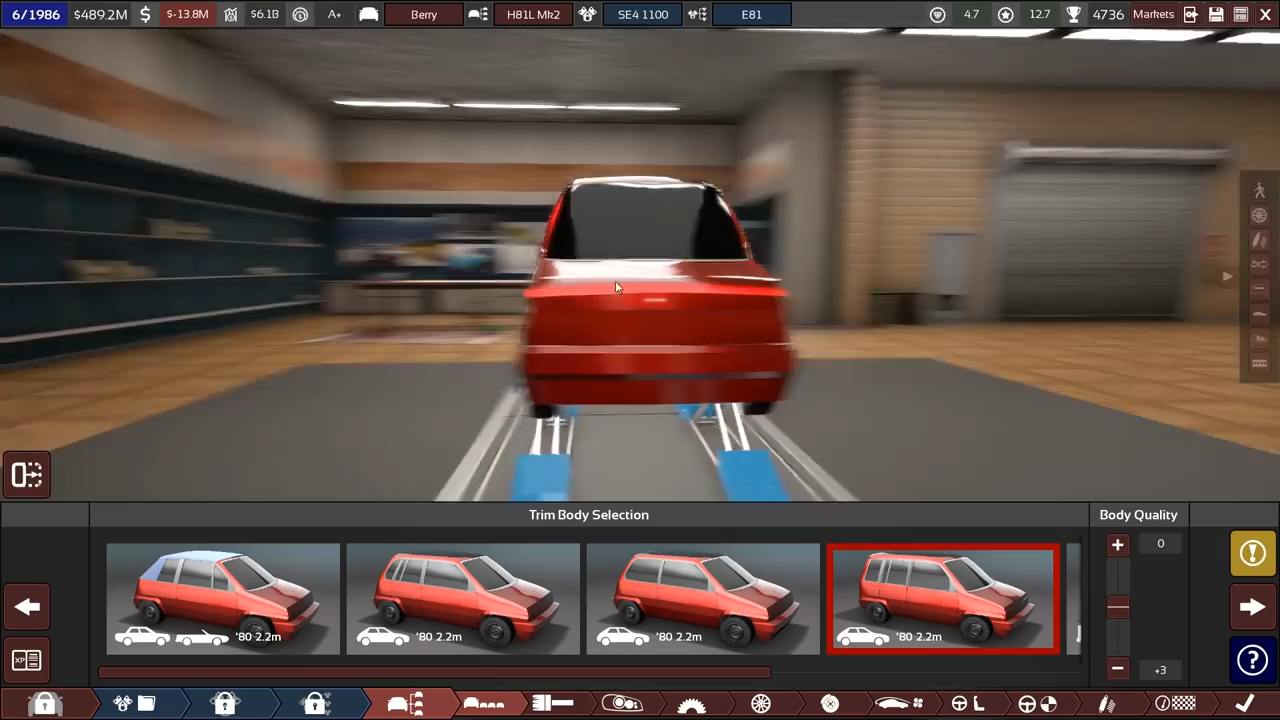 6/1986 $489.2M $ $-13.8M $6.1B A+ Berry H81L Mk2 SE4 1100 E81 4.7 12.7 4736 Markets
Trim Body Selection
Body Quality
+ 0
'80 2.2m
'80 2.2m
'80 2.2m
'80 2.2m
XP
- +3